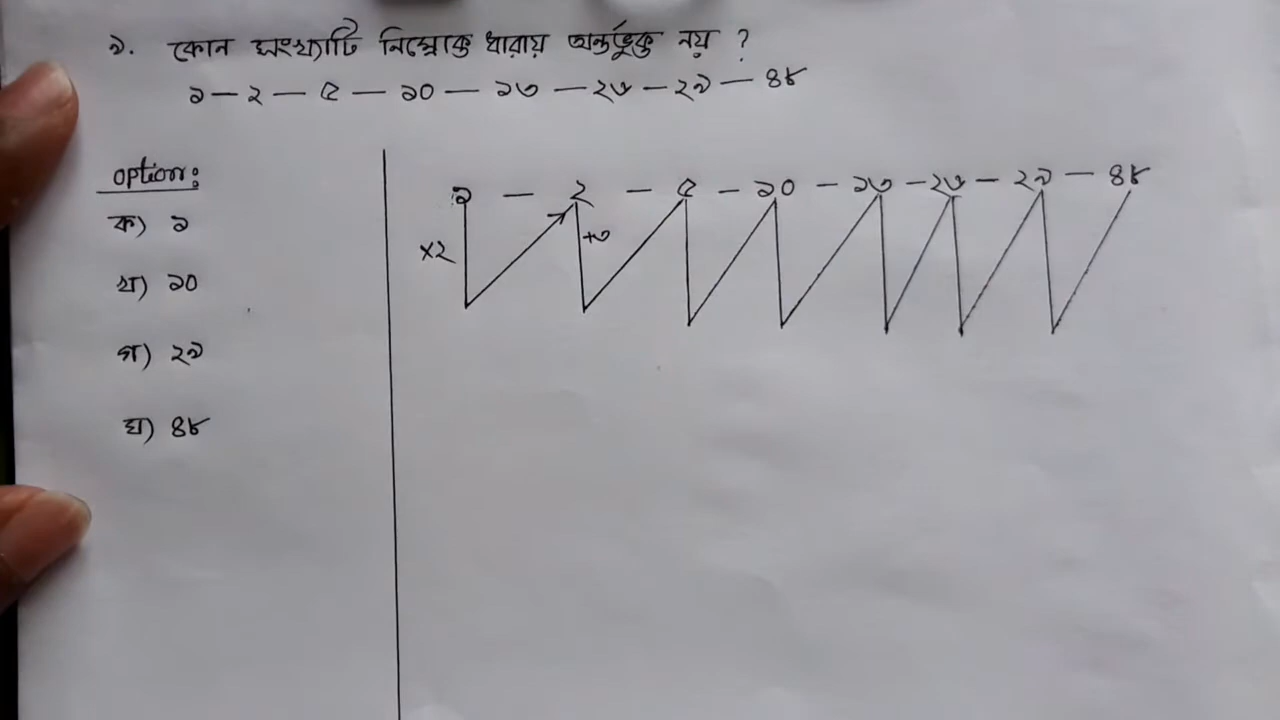 ১. কোন সংখ্যাটি নিম্নোক্ত ধারায় অন্তর্ভুক্ত নয় ?
১ — ২ — ৫ — ১০ — ১৩ — ২৬ — ২৯ — ৪৮
option:
ক) ১
খ) ১০
গ) ২৯
ঘ) ৪৮
১ — ২ — ৫ — ১০ — ১৩ — ২৬ — ২৯ — ৪৮
×২ +৩